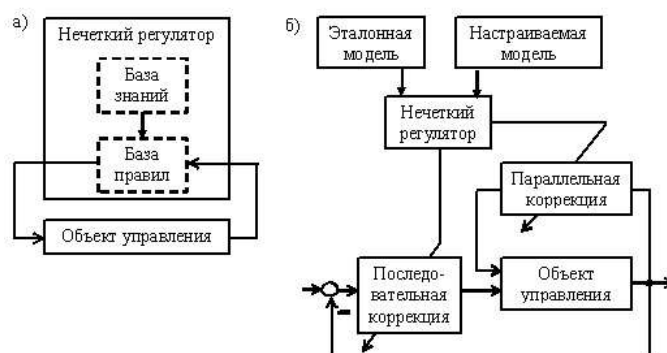 а)
Нечеткий регулятор
База
знаний
База
правил
Объект управления
б)
Эталонная
модель
Настраиваемая
модель
Нечеткий
регулятор
Параллельная
коррекция
Последо-
вательная
коррекция
Объект
управления